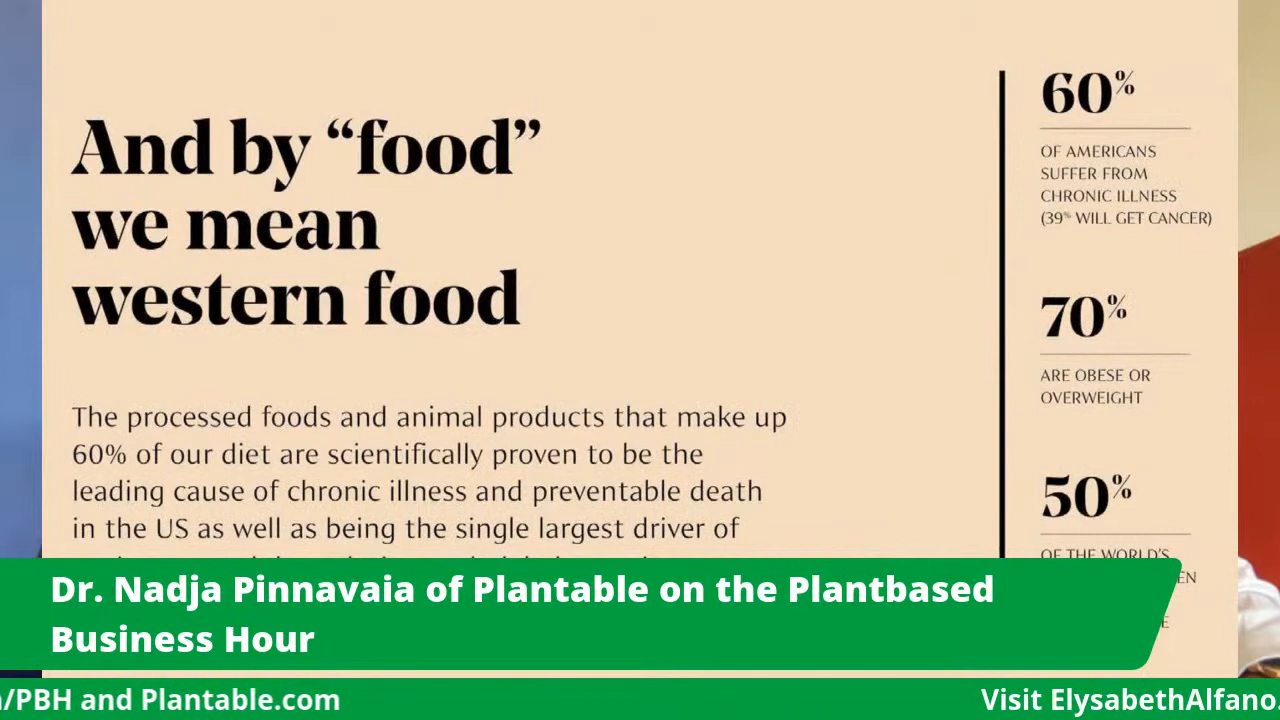 And by “food”
we mean
western food
The processed foods and animal products that make up
60% of our diet are scientifically proven to be the
leading cause of chronic illness and preventable death
in the US as well as being the single largest driver of
60%
OF AMERICANS
SUFFER FROM
CHRONIC ILLNESS
(39% WILL GET CANCER)
70%
ARE OBESE OR
OVERWEIGHT
50%
OF THE WORLD'S
Dr. Nadja Pinnavaia of Plantable on the Plantbased
Business Hour
/PBH and Plantable.com
Visit ElysabethAlfano.